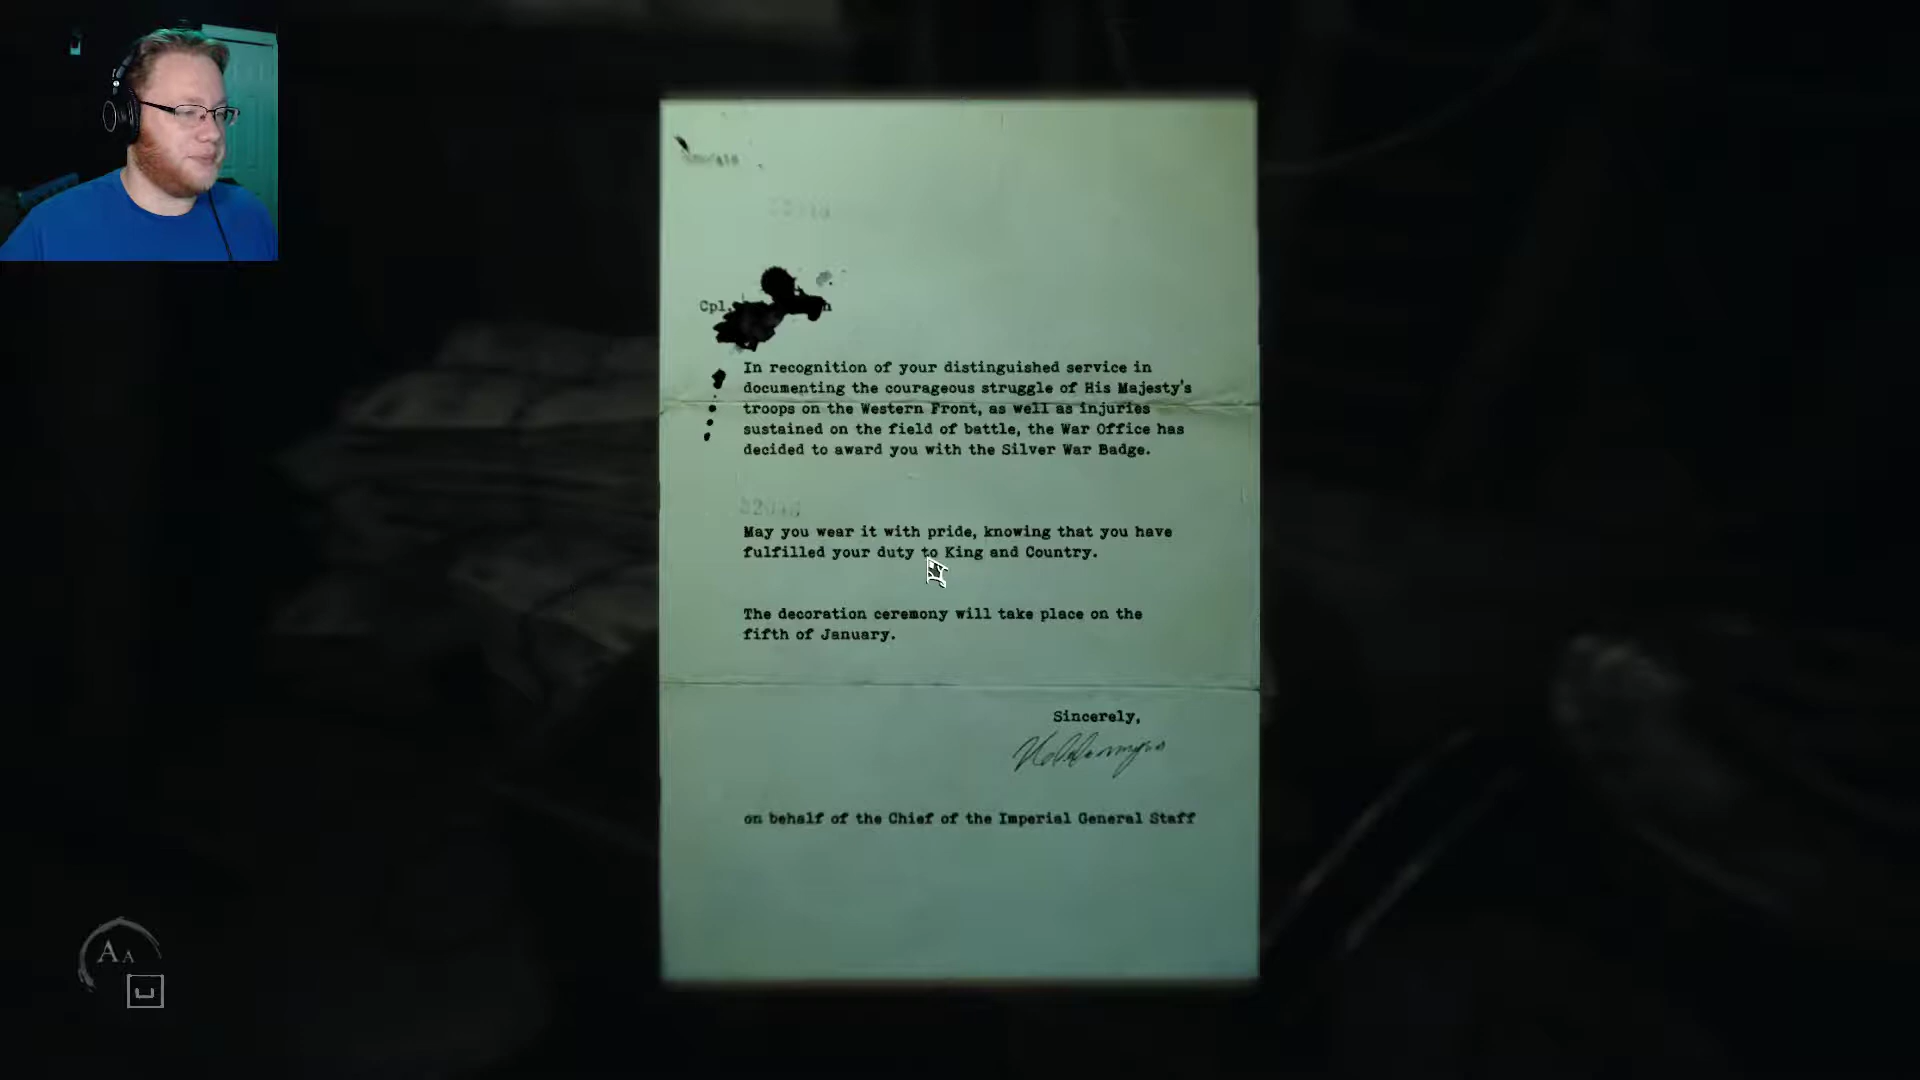 Cpl.
In recognition of your distinguished service in
documenting the courageous struggle of His Majesty's
troops on the Western Front, as well as injuries
sustained on the field of battle, the War Office has
decided to award you with the Silver War Badge.
May you wear it with pride, knowing that you have
fulfilled your duty to King and Country.
The decoration ceremony will take place on the
fifth of January.
Sincerely,
on behalf of the Chief of the Imperial General Staff
A A